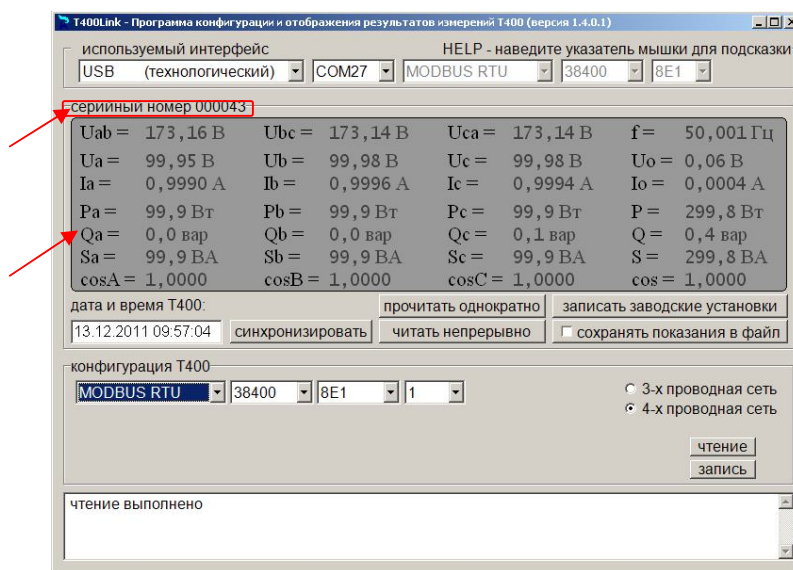 T400Link - Программа конфигурации и отображения результатов измерений T400 (версия 1.4.0.1)
используемый интерфейс HELP - наведите указатель мышки для подсказки
USB (технологический) COM27 MODBUS RTU 38400 8E1
серийный номер 000043
Uab = 173,16 В Ubc = 173,14 В Uca = 173,14 В f = 50,001 Гц
Ua = 99,95 В Ub = 99,98 В Uc = 99,98 В Uo = 0,06 В
Ia = 0,9990 А Ib = 0,9996 А Ic = 0,9994 А Io = 0,0004 А
Pa = 99,9 Вт Pb = 99,9 Вт Pc = 99,9 Вт P = 299,8 Вт
Qa = 0,0 вар Qb = 0,0 вар Qc = 0,1 вар Q = 0,4 вар
Sa = 99,9 ВА Sb = 99,9 ВА Sc = 99,9 ВА S = 299,8 ВА
cosA = 1,0000 cosB = 1,0000 cosC = 1,0000 cos = 1,0000
дата и время T400: прочитать однократно записать заводские установки
13.12.2011 09:57:04 синхронизировать читать непрерывно сохранять показания в файл
конфигурация T400
MODBUS RTU 38400 8E1 1 3-х проводная сеть
4-х проводная сеть
чтение
запись
чтение выполнено